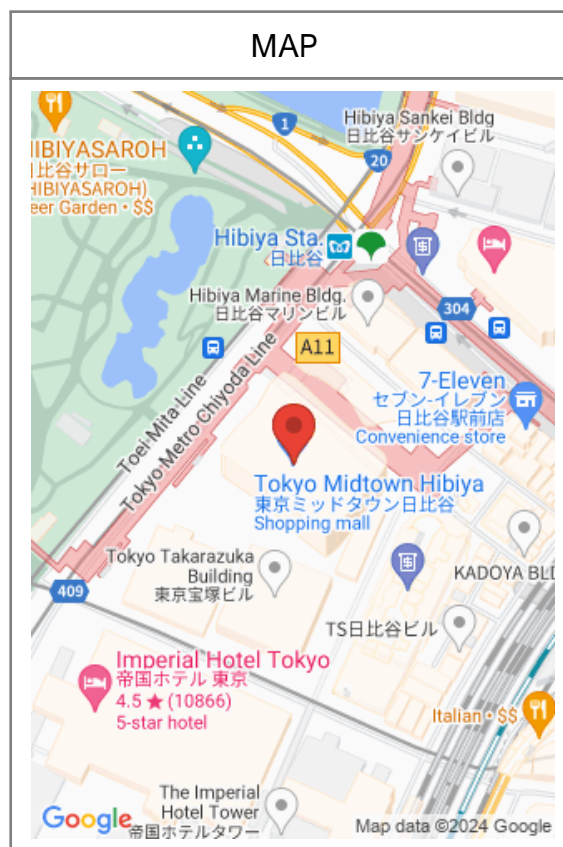 MAP
1
Hibiya Sankei Bldg
日比谷サンケイビル
HIBIYASAROH
日比谷サロー
(HIBIYASAROH)
eer Garden • $$
20
Hibiya Sta.
日比谷
Hibiya Marine Bldg.
日比谷マリンビル
304
A11
7-Eleven
セブン-イレブン
日比谷駅前店
Convenience store
Toei Mita Line
Tokyo Metro Chiyoda Line
Tokyo Midtown Hibiya
東京ミッドタウン日比谷
Shopping mall
Tokyo Takarazuka
Building
東京宝塚ビル
KADOYA BLD
409
TS日比谷ビル
Imperial Hotel Tokyo
帝国ホテル 東京
4.5 ★ (10866)
5-star hotel
Italian • $$
The Imperial
Hotel Tower
帝国ホテルタワー
Google
Map data ©2024 Google